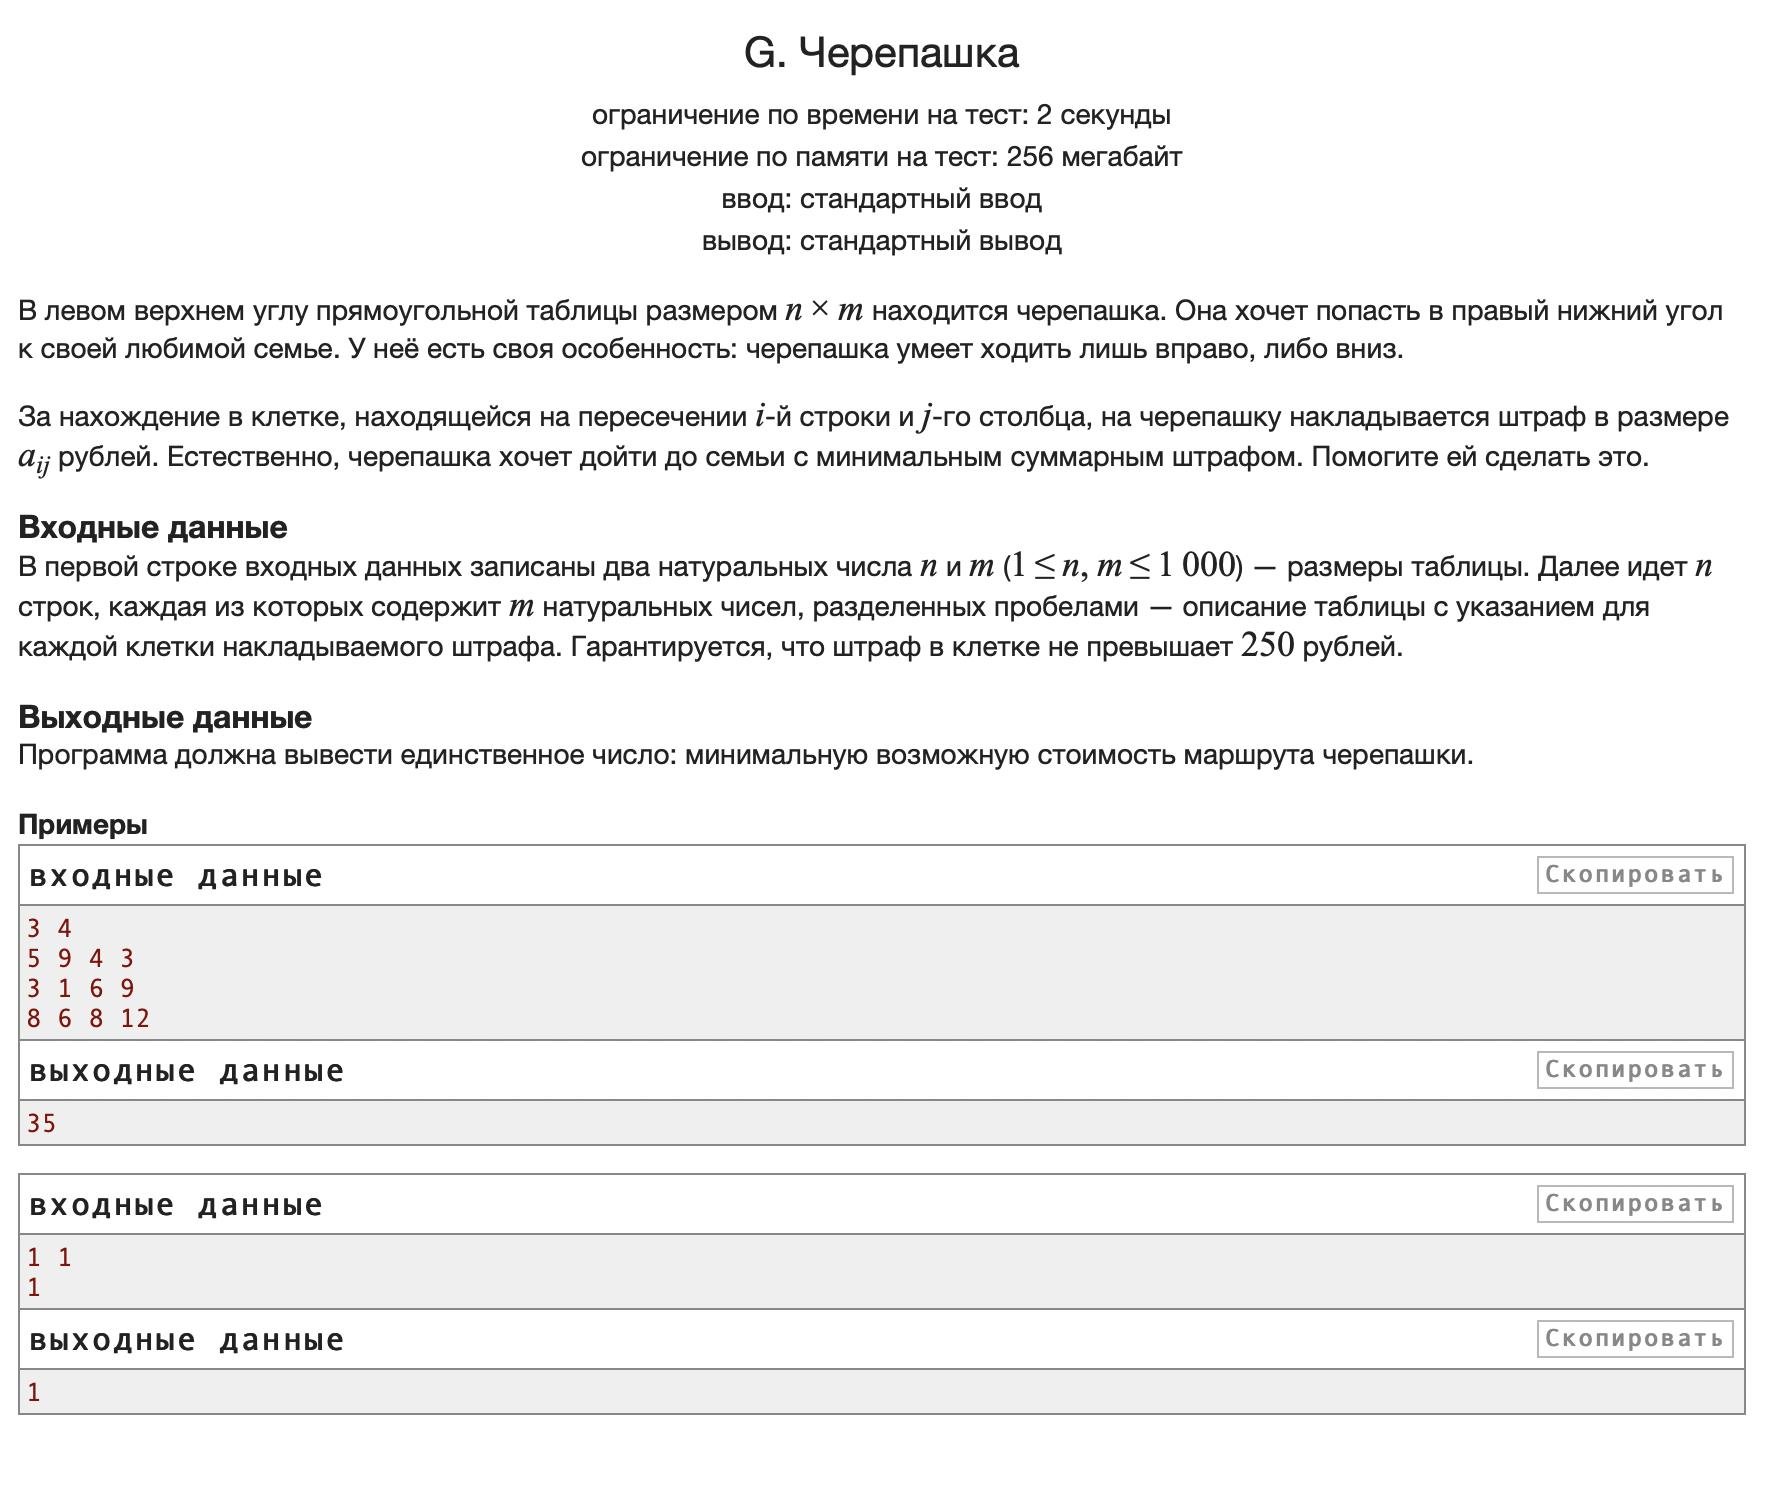 G. Черепашка
ограничение по времени на тест: 2 секунды
ограничение по памяти на тест: 256 мегабайт
ввод: стандартный ввод
вывод: стандартный вывод
В левом верхнем углу прямоугольной таблицы размером n × m находится черепашка. Она хочет попасть в правый нижний угол
к своей любимой семье. У неё есть своя особенность: черепашка умеет ходить лишь вправо, либо вниз.
За нахождение в клетке, находящейся на пересечении i-й строки и j-го столбца, на черепашку накладывается штраф в размере
a_{ij} рублей. Естественно, черепашка хочет дойти до семьи с минимальным суммарным штрафом. Помогите ей сделать это.
Входные данные
В первой строке входных данных записаны два натуральных числа n и m (1 ≤ n, m ≤ 1 000) — размеры таблицы. Далее идет n
строк, каждая из которых содержит m натуральных чисел, разделенных пробелами — описание таблицы с указанием для
каждой клетки накладываемого штрафа. Гарантируется, что штраф в клетке не превышает 250 рублей.
Выходные данные
Программа должна вывести единственное число: минимальную возможную стоимость маршрута черепашки.
Примеры
входные данные Скопировать
3 4
5 9 4 3
3 1 6 9
8 6 8 12
выходные данные Скопировать
35
входные данные Скопировать
1 1
1
выходные данные Скопировать
1